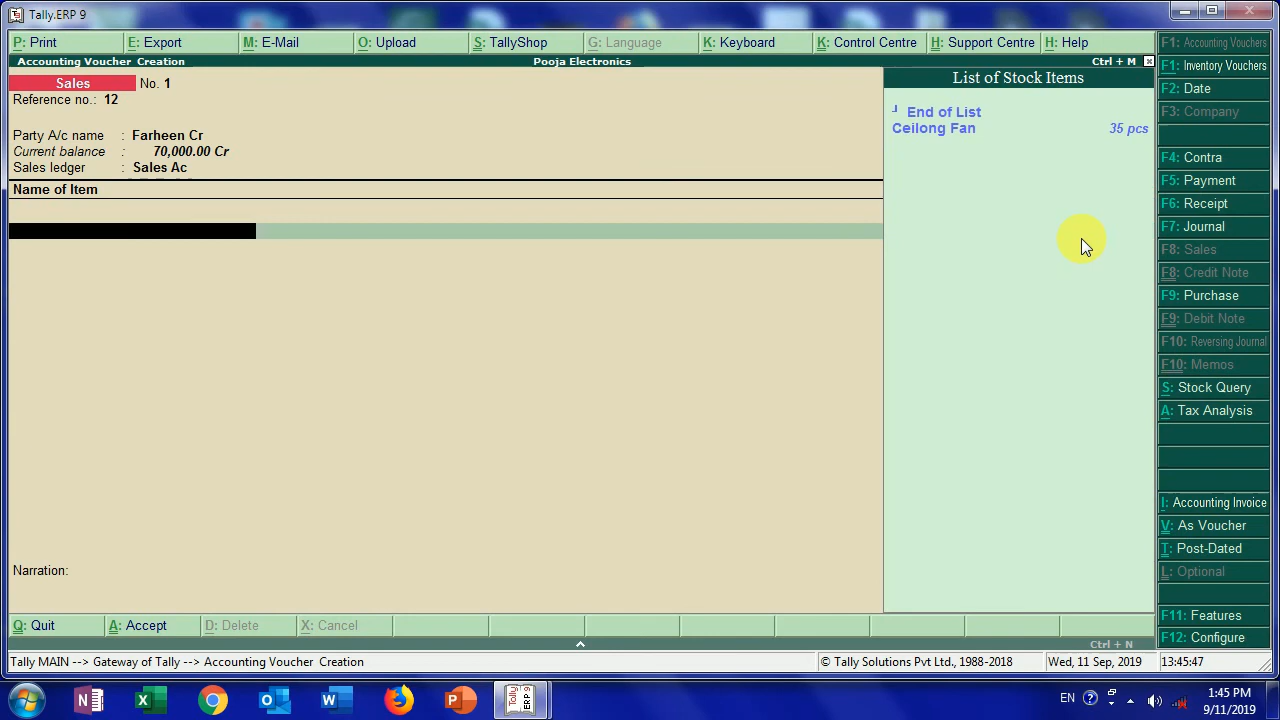 Tally.ERP 9
P: Print E: Export M: E-Mail O: Upload S: TallyShop G: Language K: Keyboard K: Control Centre H: Support Centre H: Help
Accounting Voucher Creation Pooja Electronics Ctrl + M
Sales No. 1
Reference no.: 12
Party A/c name : Farheen Cr
Current balance : 70,000.00 Cr
Sales ledger : Sales Ac
Name of Item
List of Stock Items
End of List
Ceilong Fan 35 pcs
Narration:
F1: Accounting Vouchers
F1: Inventory Vouchers
F2: Date
F3: Company
F4: Contra
F5: Payment
F6: Receipt
F7: Journal
F8: Sales
F8: Credit Note
F9: Purchase
F9: Debit Note
F10: Reversing Journal
F10: Memos
S: Stock Query
A: Tax Analysis
I: Accounting Invoice
V: As Voucher
T: Post-Dated
L: Optional
F11: Features
F12: Configure
Q: Quit A: Accept D: Delete X: Cancel
Ctrl + N
Tally MAIN --> Gateway of Tally --> Accounting Voucher Creation © Tally Solutions Pvt Ltd., 1988-2018 Wed, 11 Sep, 2019 13:45:47
EN 1:45 PM
9/11/2019